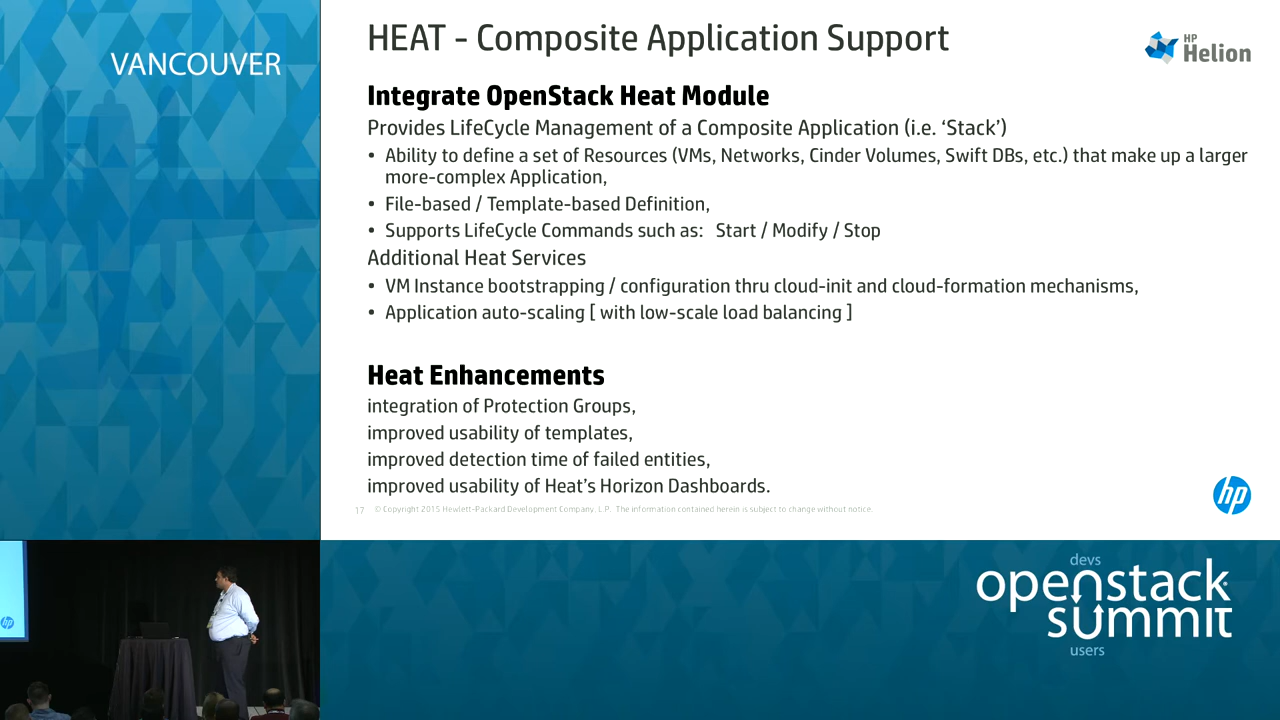 VANCOUVER
HEAT - Composite Application Support
HP
Helion
Integrate OpenStack Heat Module
Provides LifeCycle Management of a Composite Application (i.e. ‘Stack’)
• Ability to define a set of Resources (VMs, Networks, Cinder Volumes, Swift DBs, etc.) that make up a larger
more-complex Application,
• File-based / Template-based Definition,
• Supports LifeCycle Commands such as: Start / Modify / Stop
Additional Heat Services
• VM Instance bootstrapping / configuration thru cloud-init and cloud-formation mechanisms,
• Application auto-scaling [ with low-scale load balancing ]
Heat Enhancements
integration of Protection Groups,
improved usability of templates,
improved detection time of failed entities,
improved usability of Heat’s Horizon Dashboards.
17 © Copyright 2015 Hewlett-Packard Development Company, L.P. The information contained herein is subject to change without notice.
hp
hp
devs
openstack
summit
users